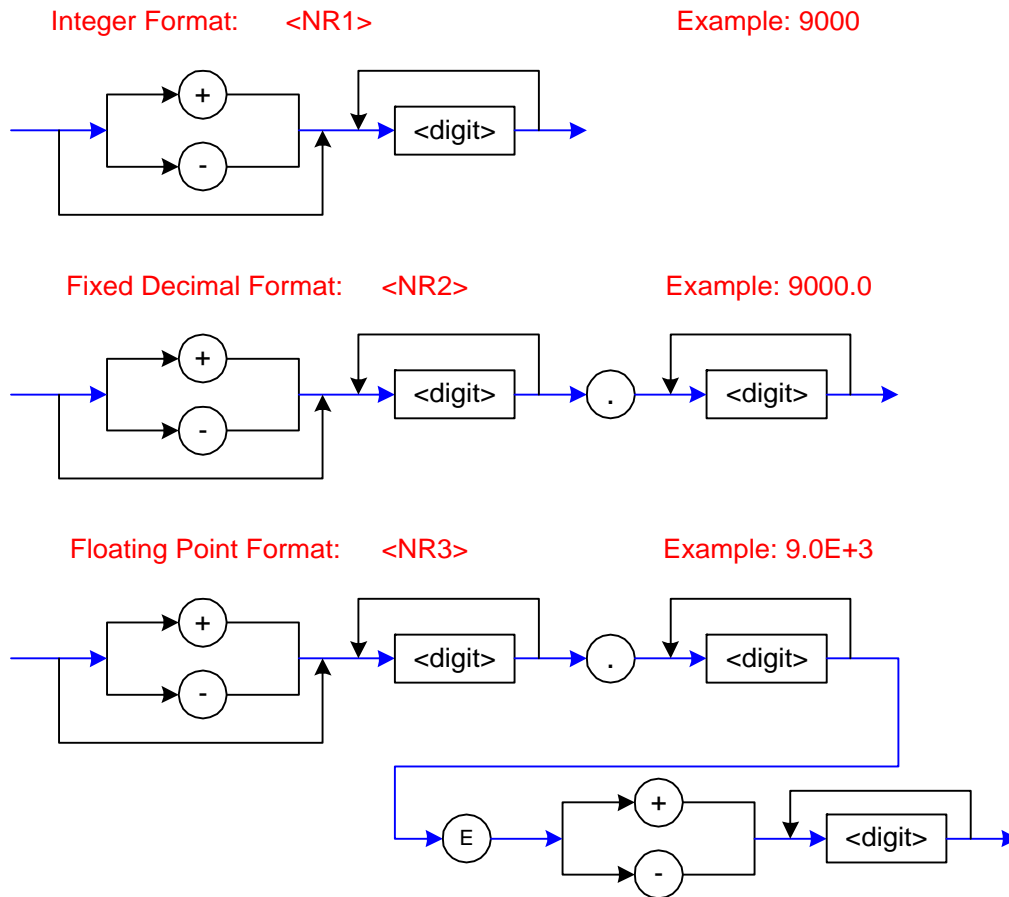 Integer Format: <NR1> Example: 9000
+
<digit>
-
Fixed Decimal Format: <NR2> Example: 9000.0
+
<digit> . <digit>
-
Floating Point Format: <NR3> Example: 9.0E+3
+
<digit> . <digit>
-
+
E <digit>
-